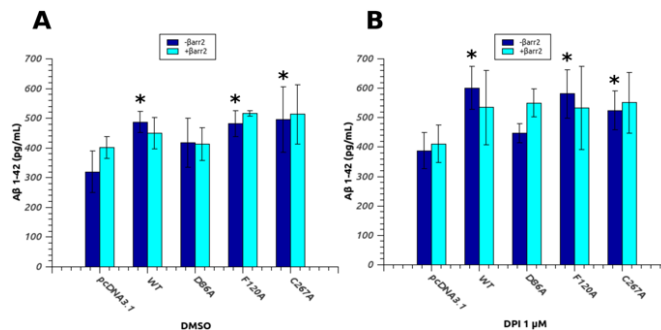 A
-βarr2
+βarr2
Aβ 1-42 (pg/mL)
700
600
500
400
300
200
100
0
*
*
*
pcDNA3.1
WT
D86A
F120A
C267A
DMSO
B
-βarr2
+βarr2
Aβ 1-42 (pg/mL)
700
600
500
400
300
200
100
0
*
*
*
pcDNA3.1
WT
D86A
F120A
C267A
DPI 1 μM